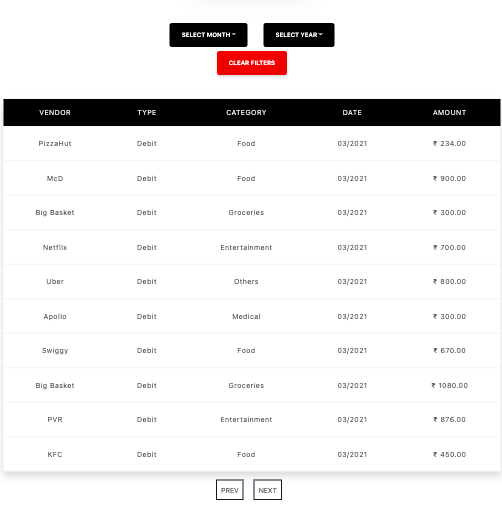 SELECT MONTH SELECT YEAR
CLEAR FILTERS
VENDOR TYPE CATEGORY DATE AMOUNT
PizzaHut Debit Food 03/2021 ₹ 234.00
McD Debit Food 03/2021 ₹ 900.00
Big Basket Debit Groceries 03/2021 ₹ 300.00
Netflix Debit Entertainment 03/2021 ₹ 700.00
Uber Debit Others 03/2021 ₹ 800.00
Apollo Debit Medical 03/2021 ₹ 300.00
Swiggy Debit Food 03/2021 ₹ 670.00
Big Basket Debit Groceries 03/2021 ₹ 1080.00
PVR Debit Entertainment 03/2021 ₹ 876.00
KFC Debit Food 03/2021 ₹ 450.00
PREV NEXT